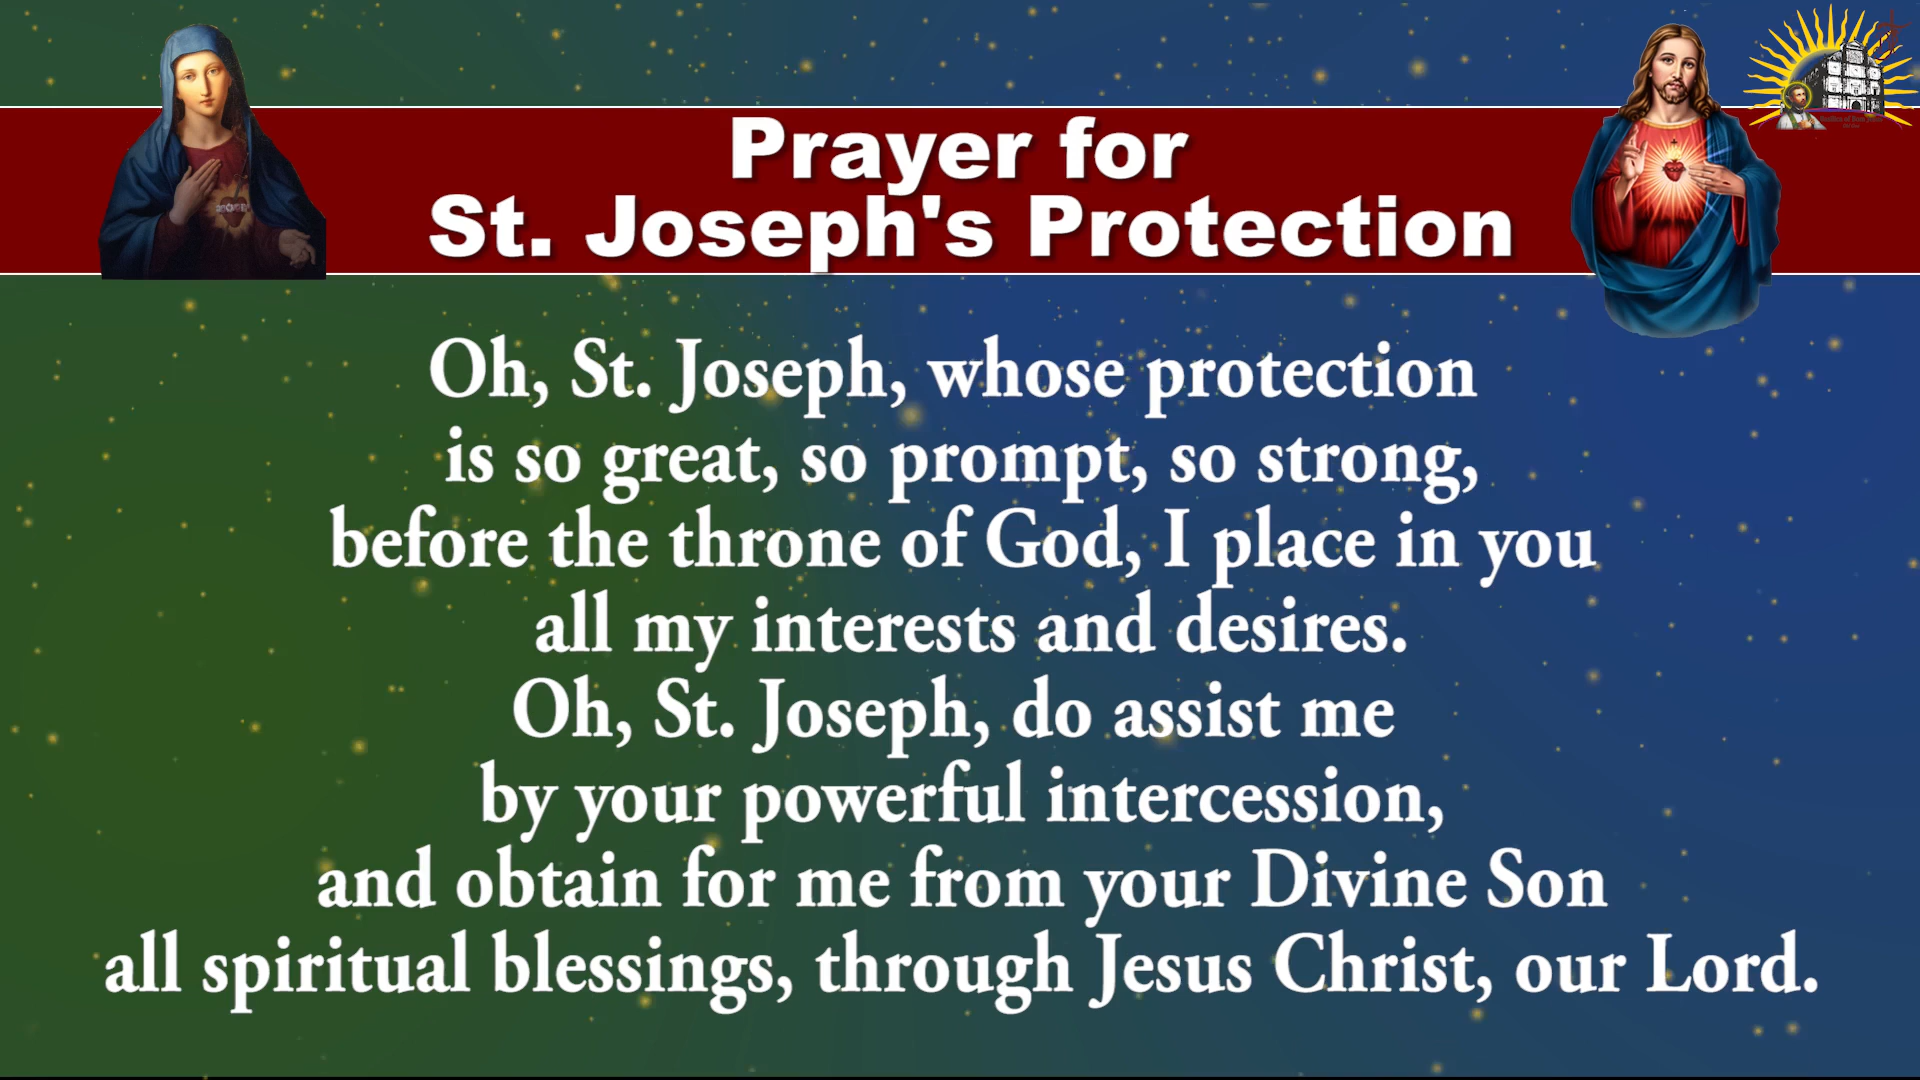 Prayer for
St. Joseph's Protection
Oh, St. Joseph, whose protection
is so great, so prompt, so strong,
before the throne of God, I place in you
all my interests and desires.
Oh, St. Joseph, do assist me
by your powerful intercession,
and obtain for me from your Divine Son
all spiritual blessings, through Jesus Christ, our Lord.